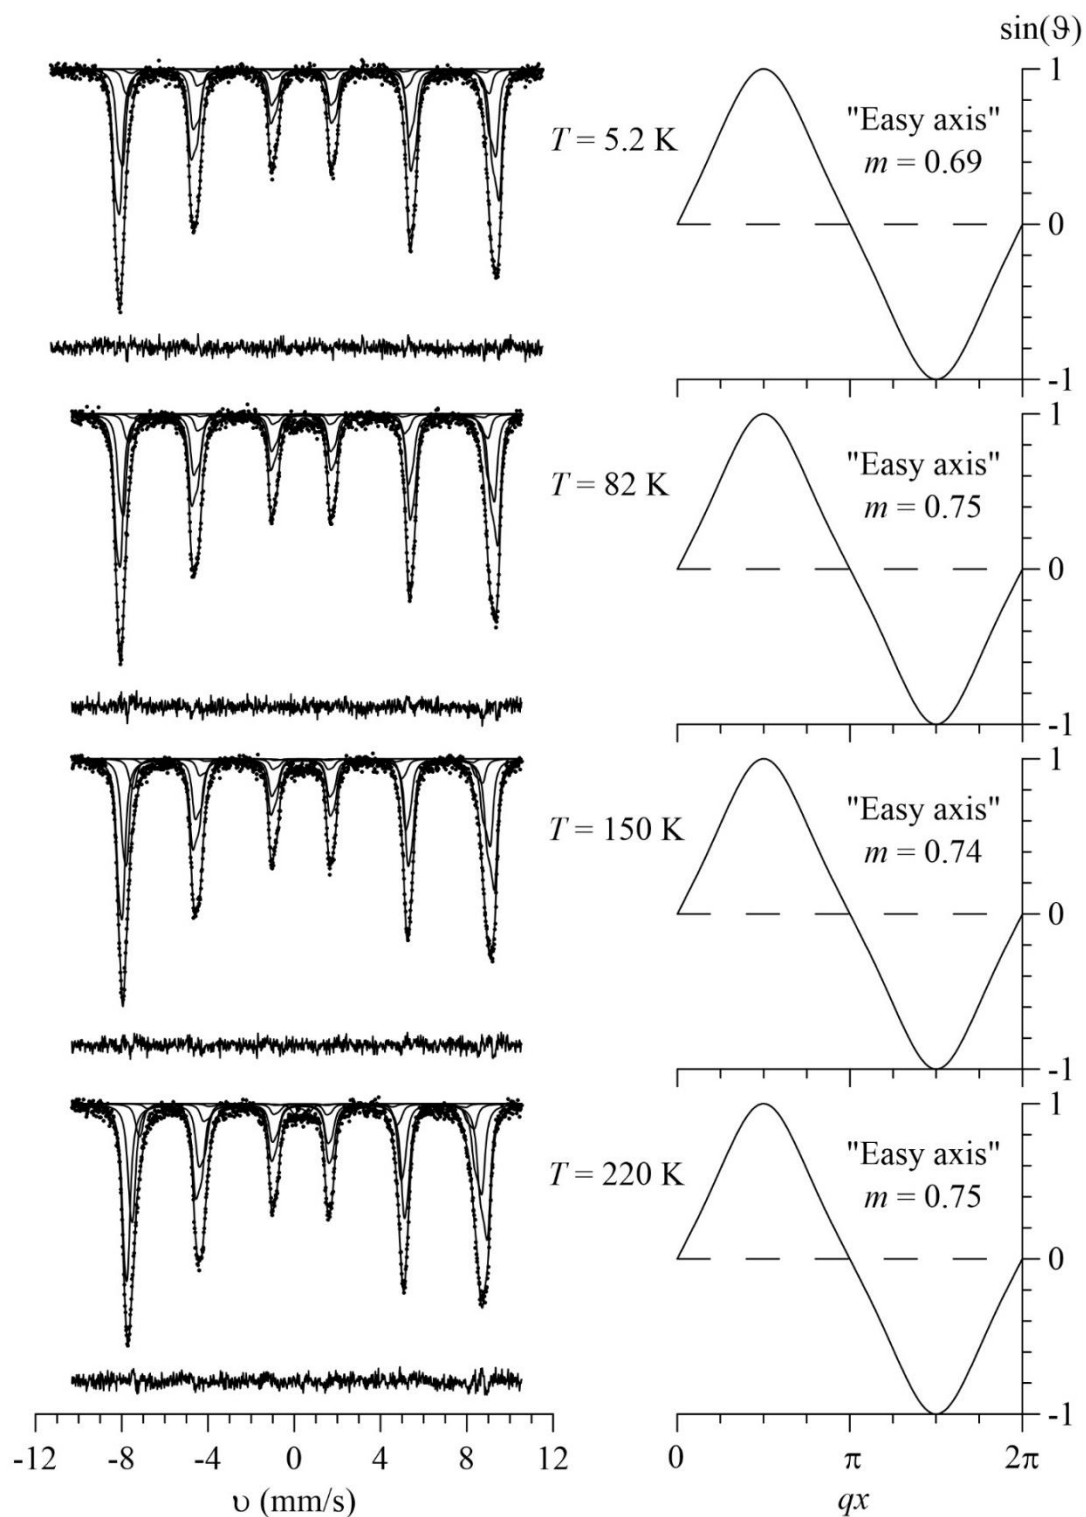 sin(ϑ)
1
"Easy axis"
T = 5.2 K
m = 0.69
0
-1
1
"Easy axis"
T = 82 K
m = 0.75
0
-1
1
"Easy axis"
T = 150 K
m = 0.74
0
-1
1
"Easy axis"
T = 220 K
m = 0.75
0
-1
-12 -8 -4 0 4 8 12
0 π 2π
υ (mm/s)
qx